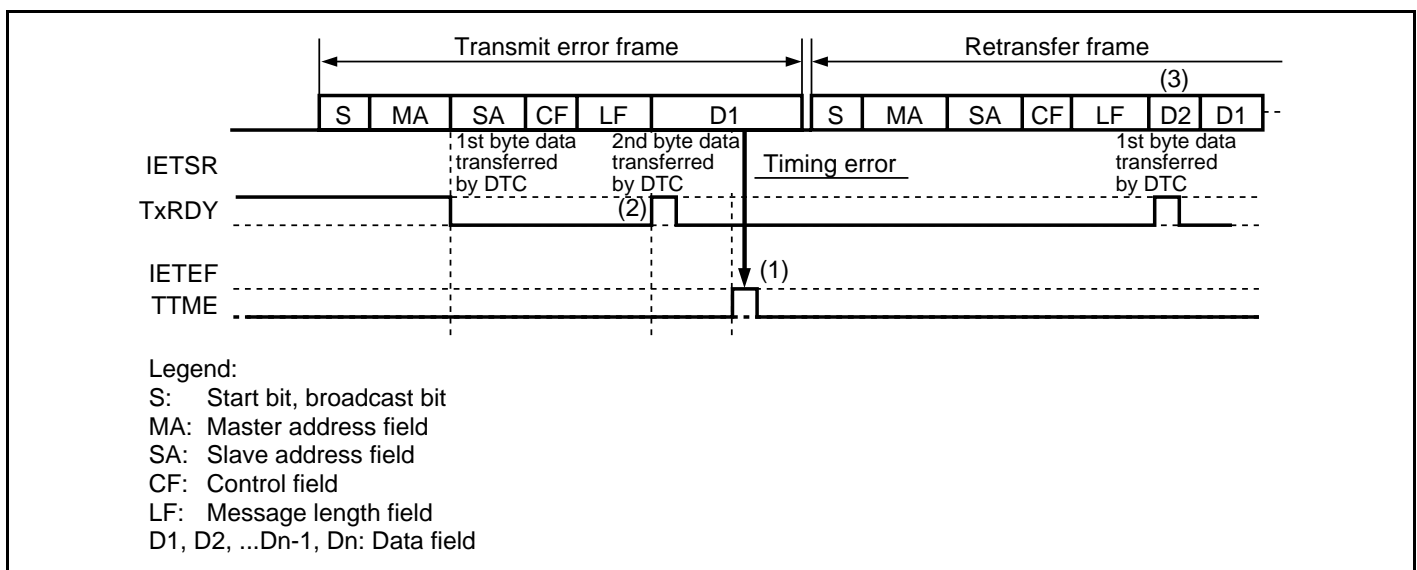 Transmit error frame
Retransfer frame
(3)
S MA SA CF LF D1 S MA SA CF LF D2 D1
1st byte data
transferred
by DTC
2nd byte data
transferred
by DTC
Timing error
1st byte data
transferred
by DTC
IETSR
TxRDY
(2)
IETEF
TTME
(1)
Legend:
S: Start bit, broadcast bit
MA: Master address field
SA: Slave address field
CF: Control field
LF: Message length field
D1, D2, ...Dn-1, Dn: Data field